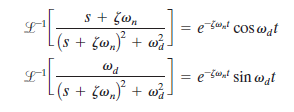 ℒ⁻¹[(s + ζωₙ)/((s + ζωₙ)² + ω_d²)] = e^(-ζωₙt) cos ω_d t
ℒ⁻¹[ω_d/((s + ζωₙ)² + ω_d²)] = e^(-ζωₙt) sin ω_d t